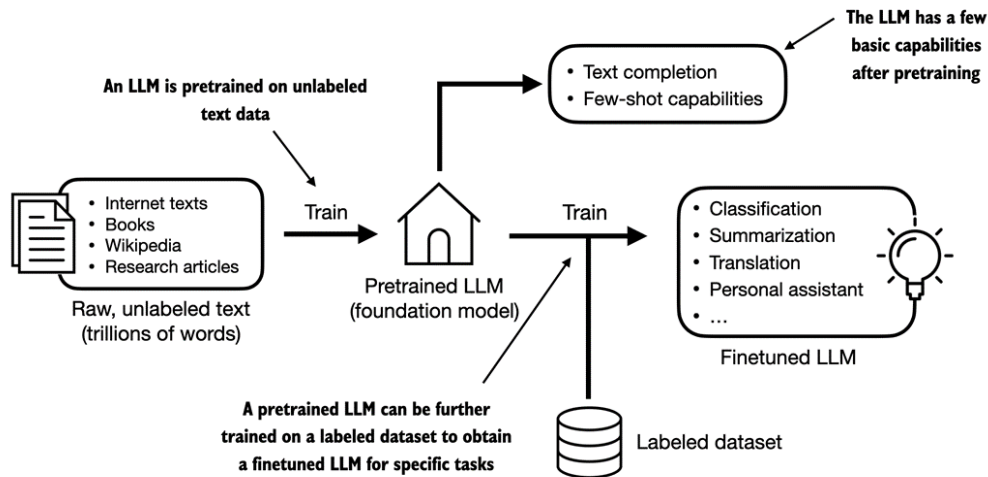 The LLM has a few
basic capabilities
after pretraining
• Text completion
• Few-shot capabilities
An LLM is pretrained on unlabeled
text data
• Internet texts
• Books
• Wikipedia
• Research articles
Raw, unlabeled text
(trillions of words)
Train
Pretrained LLM
(foundation model)
Train
• Classification
• Summarization
• Translation
• Personal assistant
• ...
Finetuned LLM
A pretrained LLM can be further
trained on a labeled dataset to obtain
a finetuned LLM for specific tasks
Labeled dataset